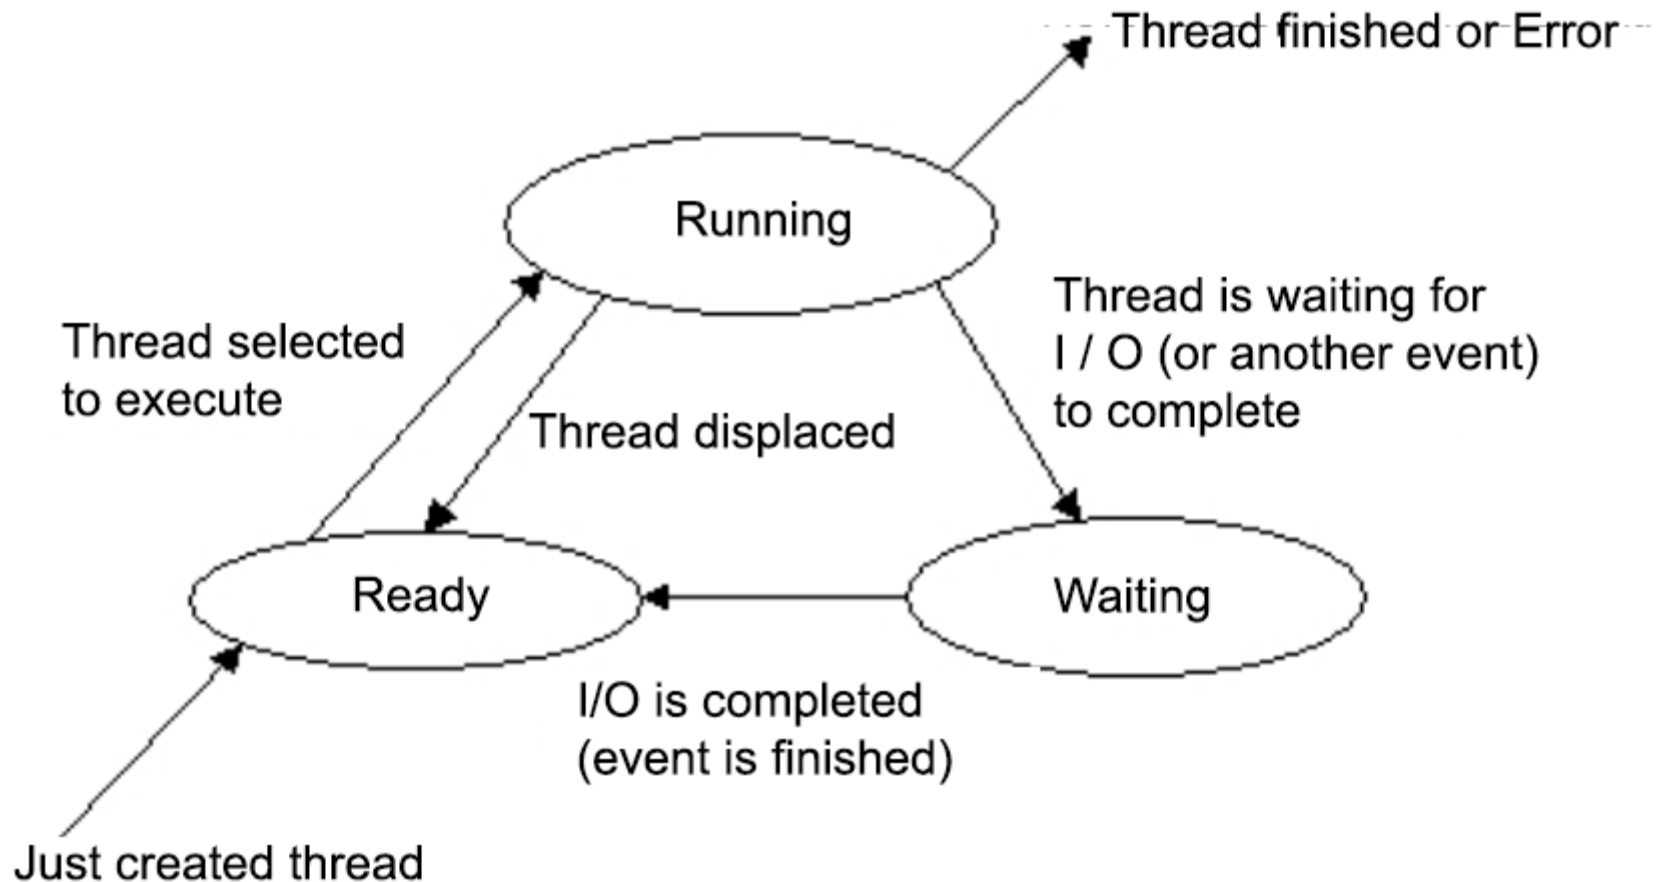 Thread finished or Error
Running
Thread selected
to execute
Thread is waiting for
I / O (or another event)
to complete
Thread displaced
Ready
Waiting
I/O is completed
(event is finished)
Just created thread